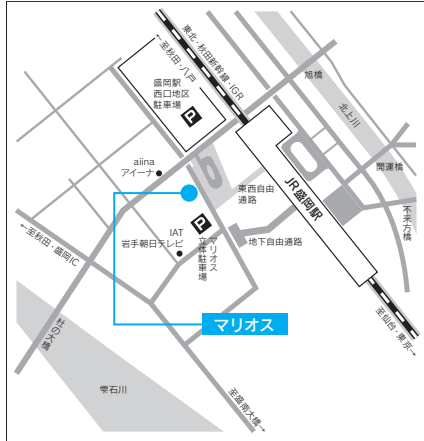 東北・秋田新幹線・IGR
←至秋田・八戸
盛岡駅
西口地区
駐車場
P
旭橋
北上川
開運橋
不来方橋
aiina
アイーナ
東西自由
通路
JR盛岡駅
P
マリオス
立体駐車場
地下自由通路
IAT
岩手朝日テレビ
←至秋田・盛岡IC
マリオス
至仙台・東京→
杜の大橋
雫石川
至盛南大橋→